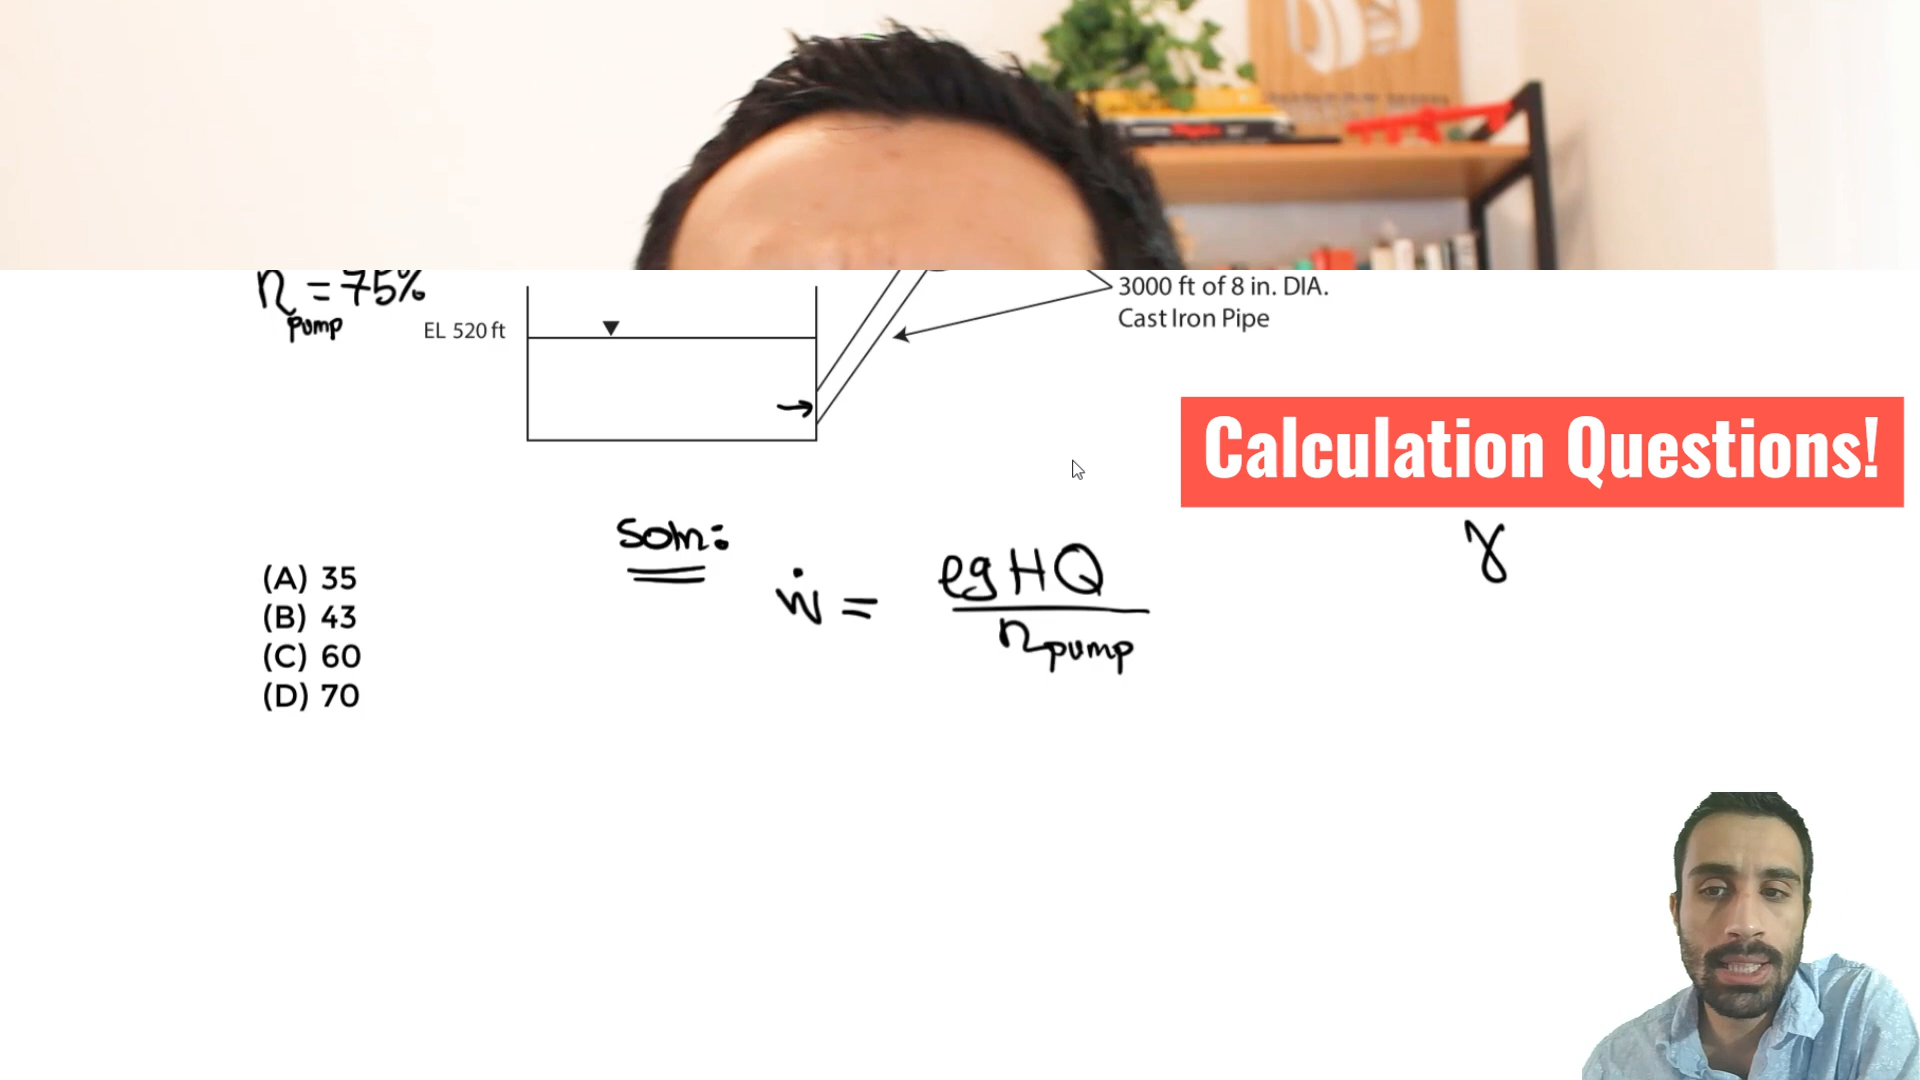 η = 75%
pump
EL 520 ft
3000 ft of 8 in. DIA.
Cast Iron Pipe
Calculation Questions!
Soln:
(A) 35
(B) 43
(C) 60
(D) 70
ẇ = ρgHQ
ηpump
γ